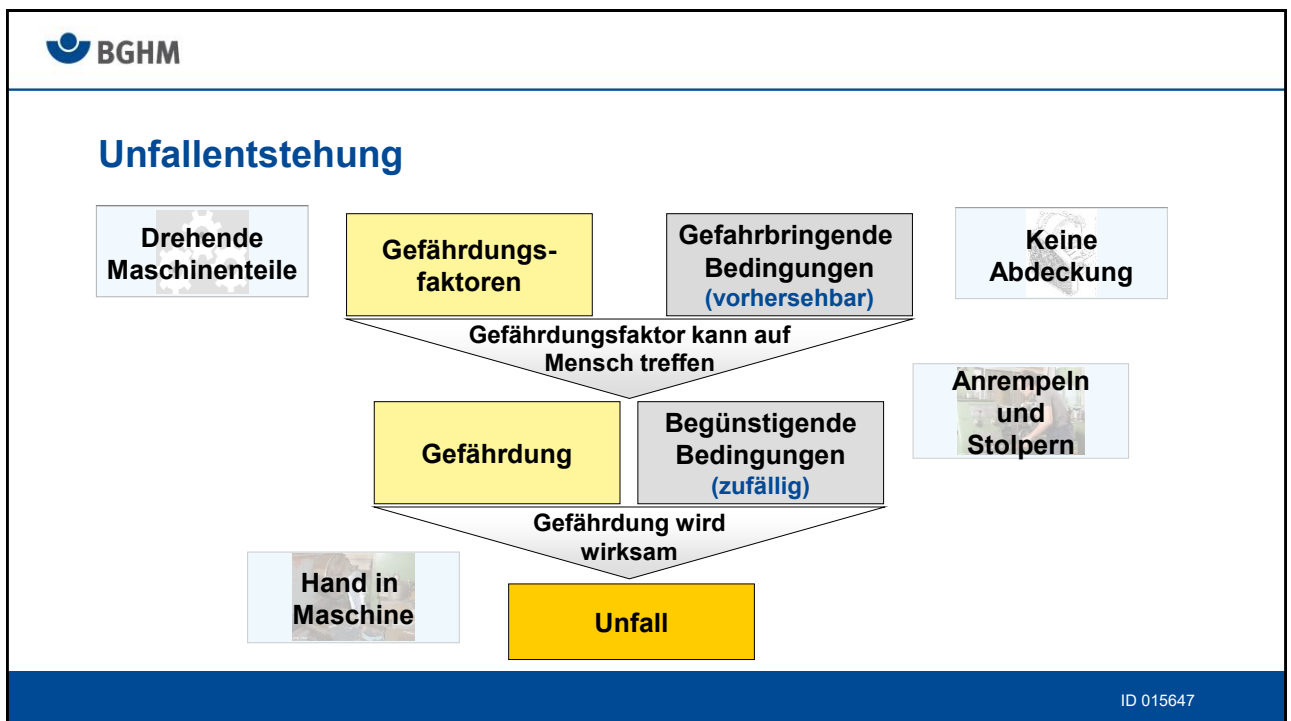 BGHM
Unfallentstehung
Drehende
Maschinenteile
Gefährdungs-
faktoren
Gefahrbringende
Bedingungen
(vorhersehbar)
Keine
Abdeckung
Gefährdungsfaktor kann auf
Mensch treffen
Anrempeln
und
Stolpern
Gefährdung
Begünstigende
Bedingungen
(zufällig)
Gefährdung wird
wirksam
Hand in
Maschine
Unfall
ID 015647